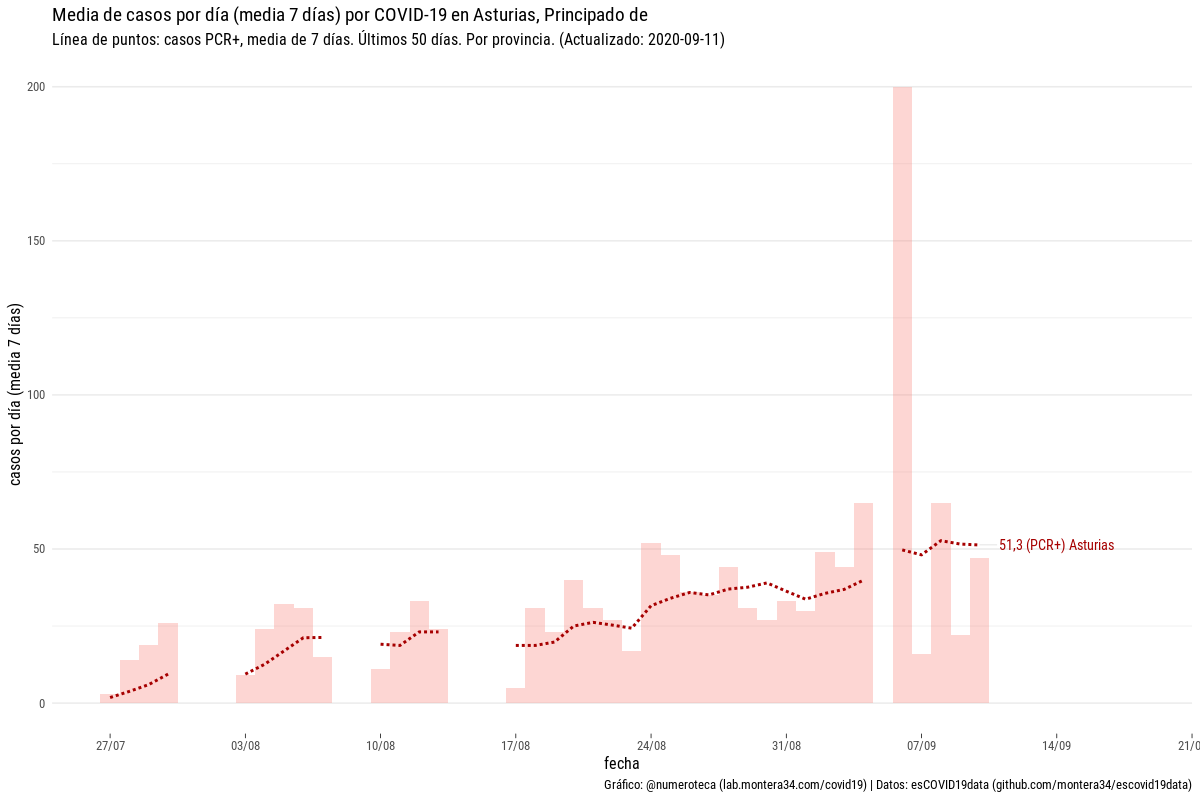 Media de casos por día (media 7 días) por COVID-19 en Asturias, Principado de
Línea de puntos: casos PCR+, media de 7 días. Últimos 50 días. Por provincia. (Actualizado: 2020-09-11)
casos por día (media 7 días)
200
150
100
50
0
51,3 (PCR+) Asturias
27/07
03/08
10/08
17/08
24/08
31/08
07/09
14/09
21/0
fecha
Gráfico: @numeroteca (lab.montera34.com/covid19) | Datos: esCOVID19data (github.com/montera34/escovid19data)